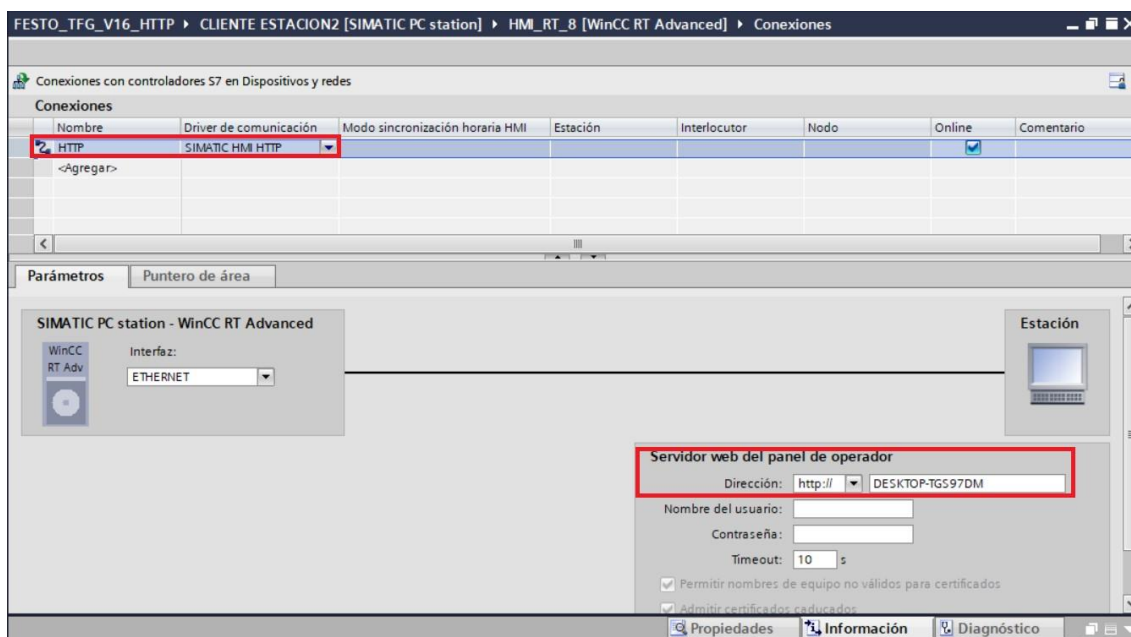 FESTO_TFG_V16_HTTP ▸ CLIENTE ESTACION2 [SIMATIC PC station] ▸ HMI_RT_8 [WinCC RT Advanced] ▸ Conexiones
Conexiones con controladores S7 en Dispositivos y redes
Conexiones
Nombre Driver de comunicación Modo sincronización horaria HMI Estación Interlocutor Nodo Online Comentario
HTTP SIMATIC HMI HTTP
<Agregar>
Parámetros Puntero de área
SIMATIC PC station - WinCC RT Advanced
WinCC
RT Adv
Interfaz:
ETHERNET
Estación
Servidor web del panel de operador
Dirección: http:// DESKTOP-TGS97DM
Nombre del usuario:
Contraseña:
Timeout: 10 s
Permitir nombres de equipo no válidos para certificados
Admitir certificados caducados
Propiedades Información Diagnóstico